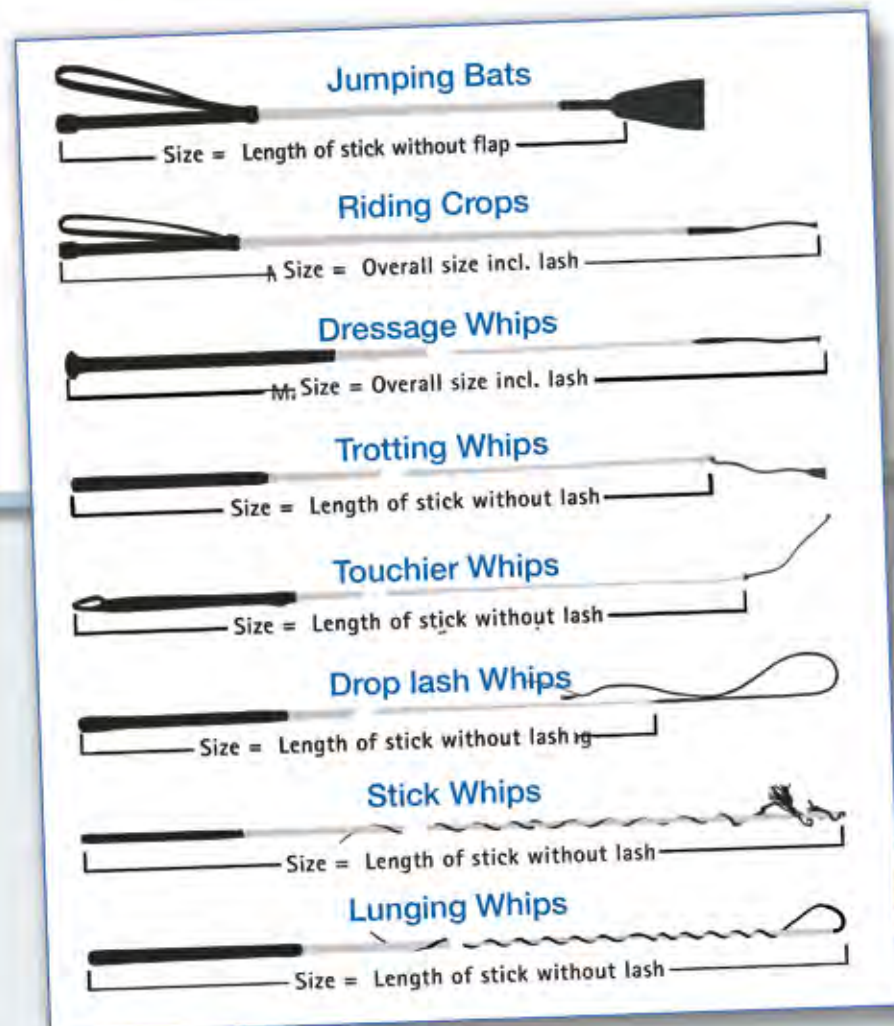 Jumping Bats
Size = Length of stick without flap
Riding Crops
A Size = Overall size incl. lash
Dressage Whips
M: Size = Overall size incl. lash
Trotting Whips
Size = Length of stick without lash
Touchier Whips
Size = Length of stick without lash
Drop lash Whips
Size = Length of stick without lash ıg
Stick Whips
Size = Length of stick without lash
Lunging Whips
Size = Length of stick without lash